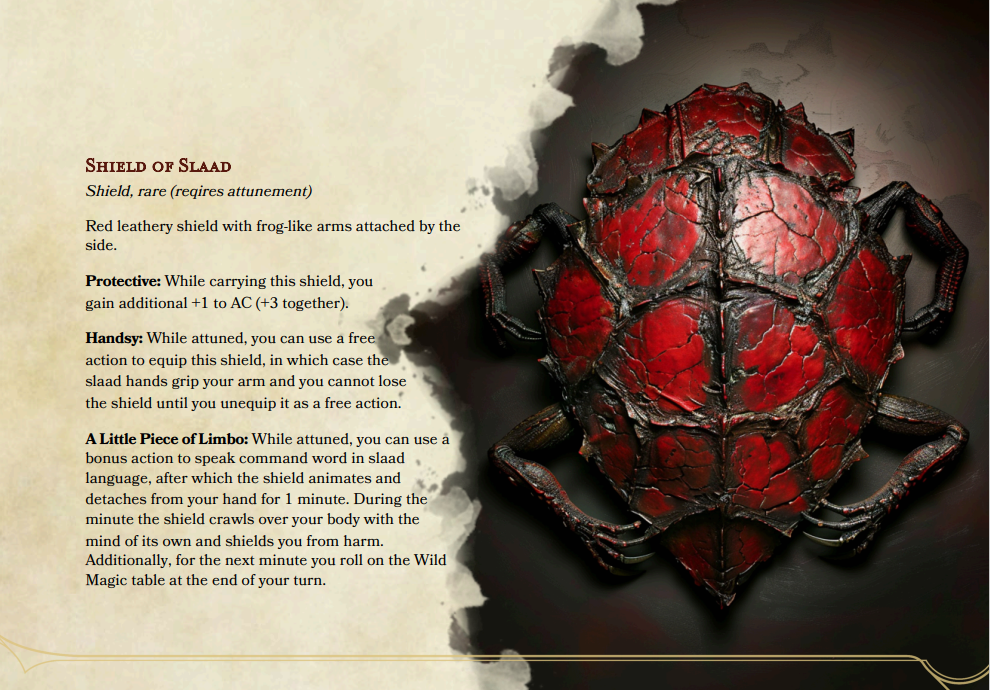 Shield of Slaad
Shield, rare (reqires attunement)
Red leathery shield with frog-like arms attached by the
side.
Protective: While carrying this shield, you
gain additional +1 to AC (+3 together).
Handsy: While attuned, you can use a free
action to equip this shield, in which case the
slaad hands grip your arm and you cannot lose
the shield until you unequip it as a free action.
A Little Piece of Limbo: While attuned, you can use a
bonus action to speak command word in slaad
language, after which the shield animates and
detaches from your hand for 1 minute. During the
minute the shield crawls over your body with the
mind of its own and shields you from harm.
Additionally, for the next minute you roll on the Wild
Magic table at the end of your turn.